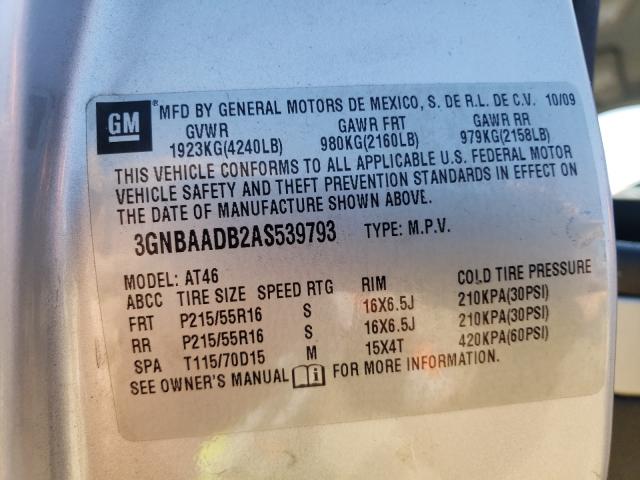 GM ® MFD BY GENERAL MOTORS DE MEXICO, S. DE R.L. DE C.V. 10/09
GVWR GAWR FRT GAWR RR
1923KG(4240LB) 980KG(2160LB) 979KG(2158LB)
THIS VEHICLE CONFORMS TO ALL APPLICABLE U.S. FEDERAL MOTOR
VEHICLE SAFETY AND THEFT PREVENTION STANDARDS IN EFFECT ON
THE DATE OF MANUFACTURE SHOWN ABOVE.
3GNBAADB2AS539793 TYPE: M.P.V.
MODEL: AT46
ABCC TIRE SIZE SPEED RTG RIM COLD TIRE PRESSURE
FRT P215/55R16 S 16X6.5J 210KPA(30PSI)
RR P215/55R16 S 16X6.5J 210KPA(30PSI)
SPA T115/70D15 M 15X4T 420KPA(60PSI)
SEE OWNER'S MANUAL i FOR MORE INFORMATION.